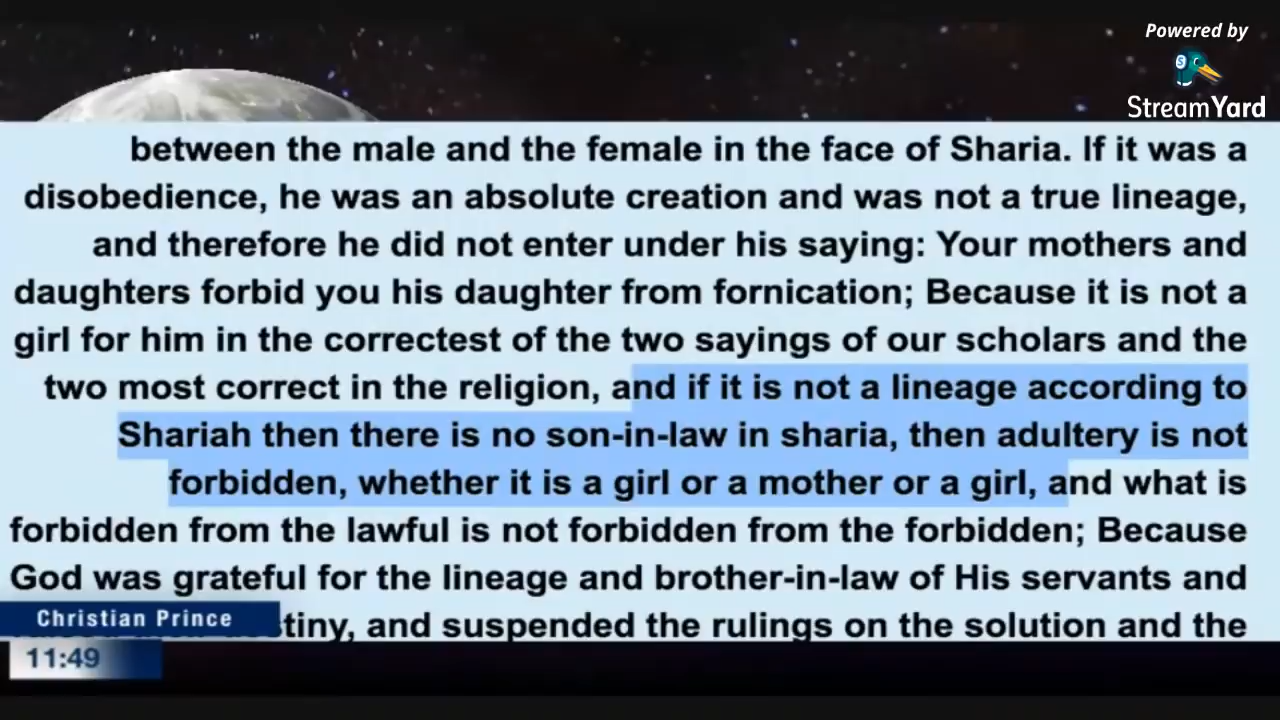 Powered by
StreamYard
between the male and the female in the face of Sharia. If it was a
disobedience, he was an absolute creation and was not a true lineage,
and therefore he did not enter under his saying: Your mothers and
daughters forbid you his daughter from fornication; Because it is not a
girl for him in the correctest of the two sayings of our scholars and the
two most correct in the religion, and if it is not a lineage according to
Shariah then there is no son-in-law in sharia, then adultery is not
forbidden, whether it is a girl or a mother or a girl, and what is
forbidden from the lawful is not forbidden from the forbidden; Because
God was grateful for the lineage and brother-in-law of His servants and
and suspended the rulings on the solution and the
Christian Prince
11:49